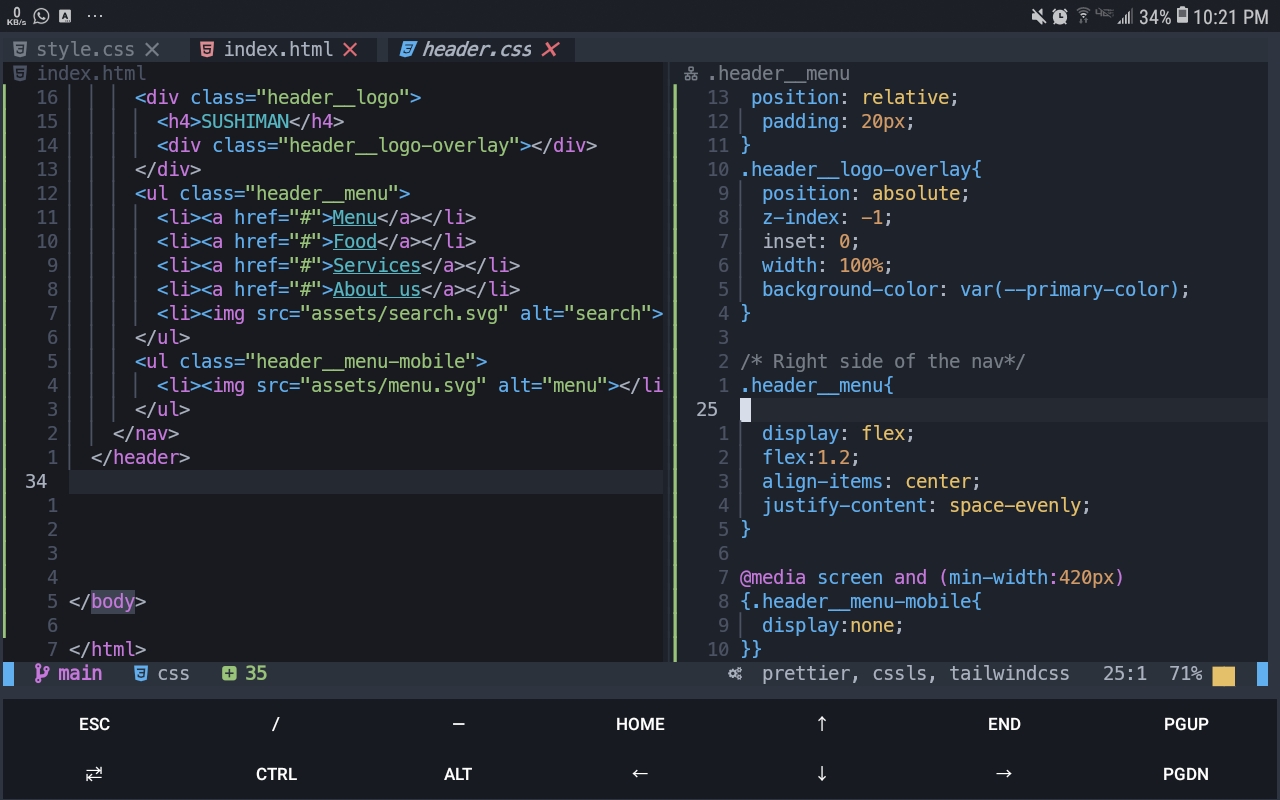 0 KB/s A ... 34% 10:21 PM
style.css index.html header.css
index.html
16 <div class="header__logo">
15 <h4>SUSHIMAN</h4>
14 <div class="header__logo-overlay"></div>
13 </div>
12 <ul class="header__menu">
11 <li><a href="#">Menu</a></li>
10 <li><a href="#">Food</a></li>
9 <li><a href="#">Services</a></li>
8 <li><a href="#">About us</a></li>
7 <li><img src="assets/search.svg" alt="search">
6 </ul>
5 <ul class="header__menu-mobile">
4 <li><img src="assets/menu.svg" alt="menu"></li
3 </ul>
2 </nav>
1 </header>
34
1
2
3
4
5 </body>
6
7 </html>
.header__menu
13 position: relative;
12 padding: 20px;
11 }
10 .header__logo-overlay{
9 position: absolute;
8 z-index: -1;
7 inset: 0;
6 width: 100%;
5 background-color: var(--primary-color);
4 }
3
2 /* Right side of the nav*/
1 .header__menu{
25
1 display: flex;
2 flex:1.2;
3 align-items: center;
4 justify-content: space-evenly;
5 }
6
7 @media screen and (min-width:420px)
8 {.header__menu-mobile{
9 display:none;
10 }}
main css 35 prettier, cssls, tailwindcss 25:1 71%
ESC / — HOME ↑ END PGUP
⇄ CTRL ALT ← ↓ → PGDN